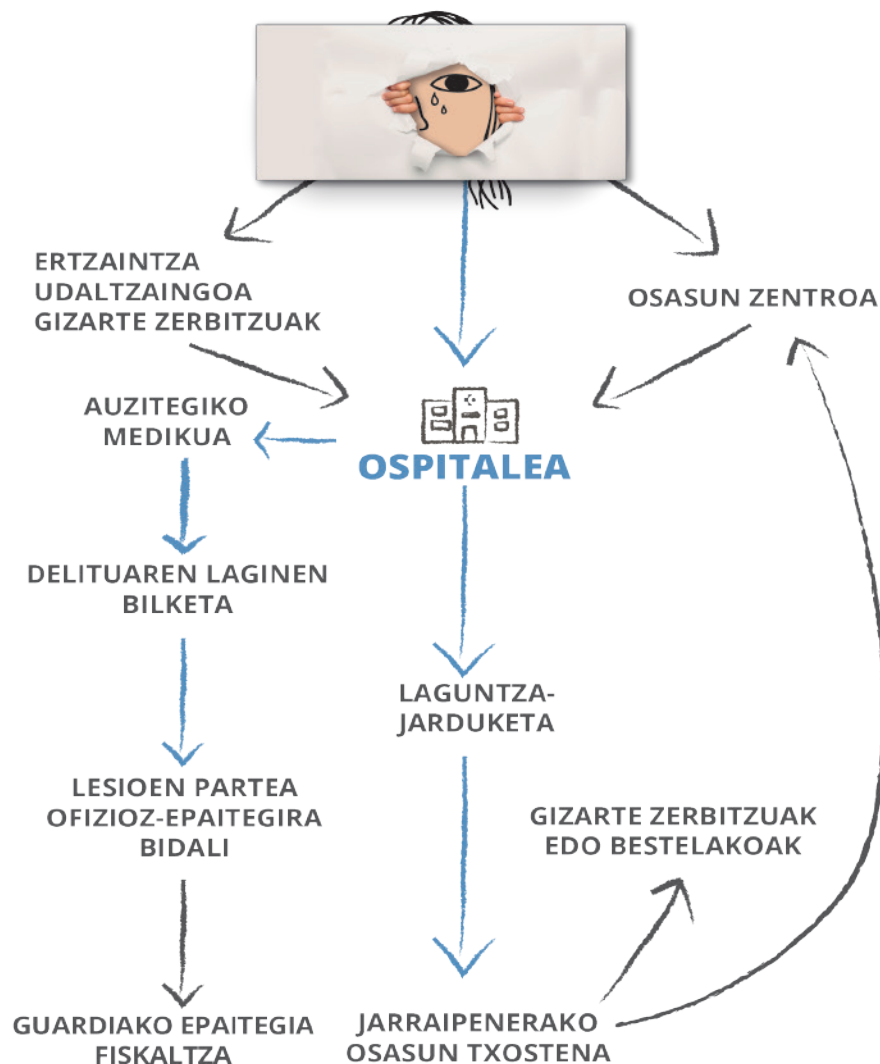 ERTZAINTZA
UDALTZAINGOA
GIZARTE ZERBITZUAK
OSASUN ZENTROA
AUZITEGIKO
MEDIKUA
OSPITALEA
DELITUAREN LAGINEN
BILKETA
LAGUNTZA-
JARDUKETA
LESIOEN PARTEA
OFIZIOZ-EPAITEGIRA
BIDALI
GIZARTE ZERBITZUAK
EDO BESTELAKOAK
GUARDIAKO EPAITEGIA
FISKALTZA
JARRAIPENERAKO
OSASUN TXOSTENA